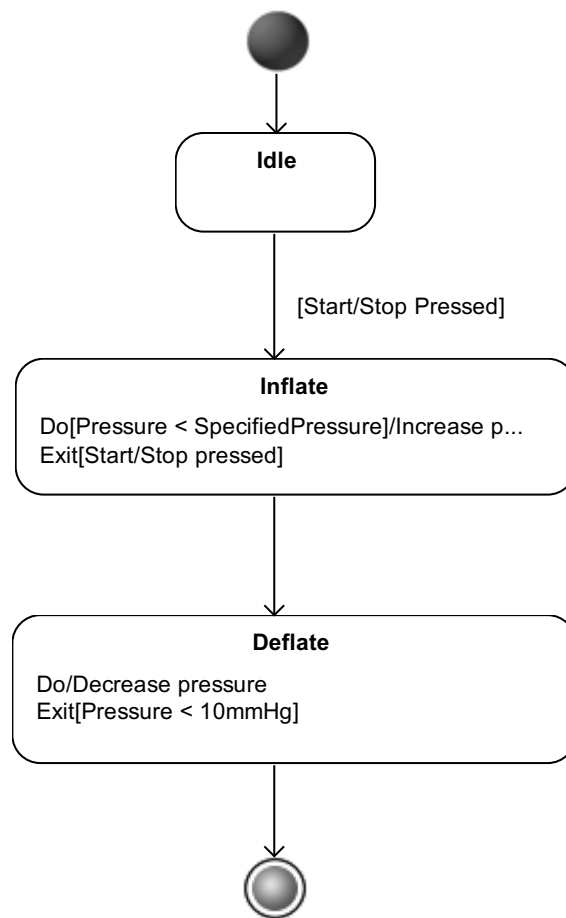 Idle
[Start/Stop Pressed]
Inflate
Do[Pressure < SpecifiedPressure]/Increase p...
Exit[Start/Stop pressed]
Deflate
Do/Decrease pressure
Exit[Pressure < 10mmHg]